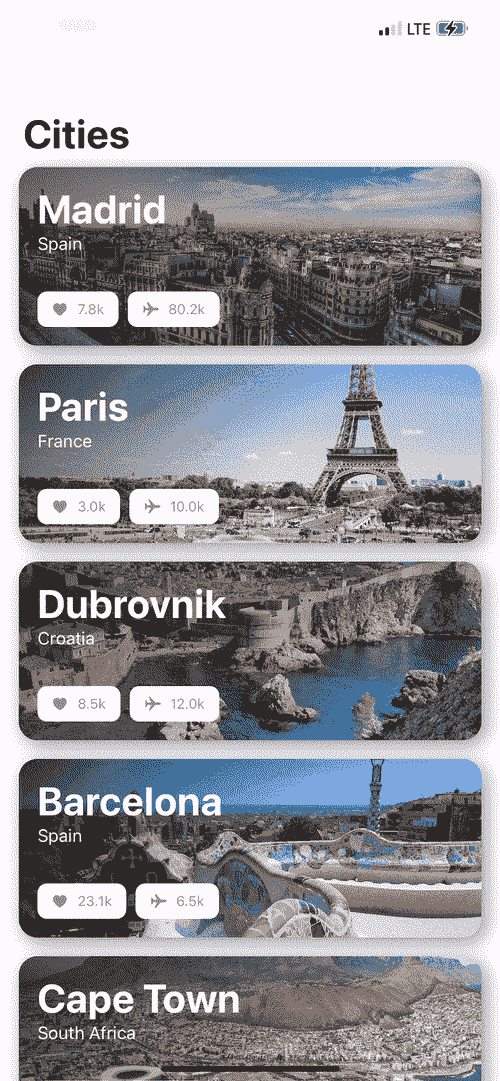 LTE
Cities
Madrid
Spain
7.8k 80.2k
Paris
France
3.0k 10.0k
Dubrovnik
Croatia
8.5k 12.0k
Barcelona
Spain
23.1k 6.5k
Cape Town
South Africa